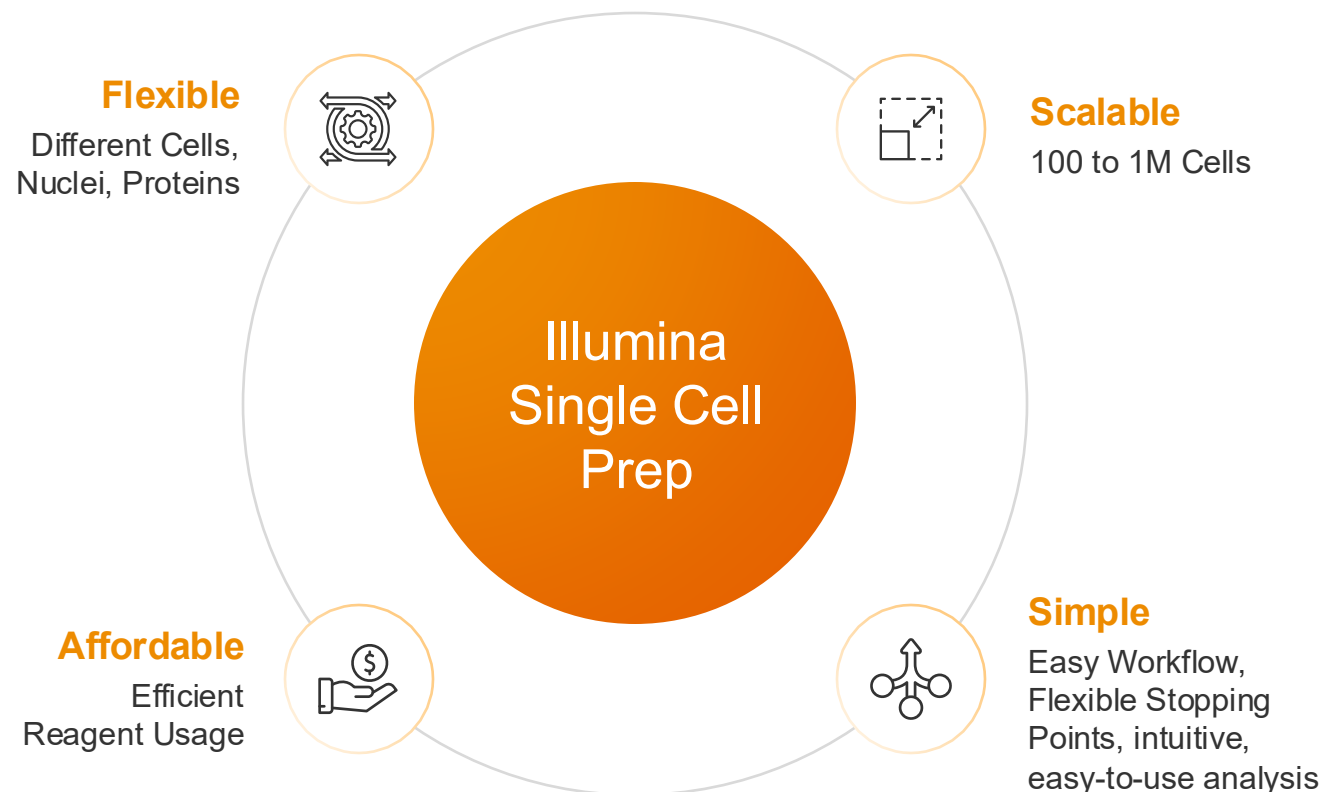 Flexible
Different Cells,
Nuclei, Proteins
Scalable
100 to 1M Cells
Illumina
Single Cell
Prep
Affordable
Efficient
Reagent Usage
$
Simple
Easy Workflow,
Flexible Stopping
Points, intuitive,
easy-to-use analysis